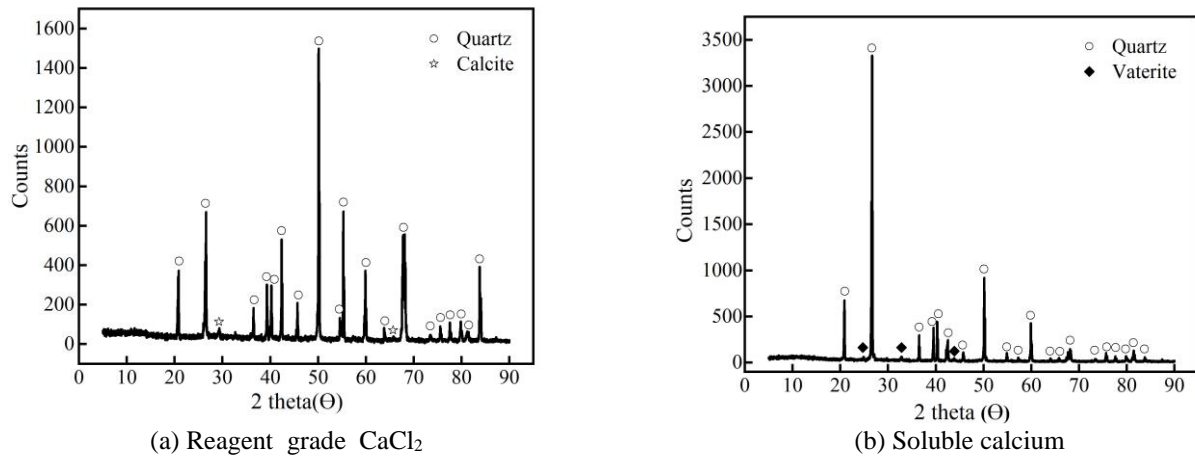 1600
1400
1200
1000
800
600
400
200
0
Counts
○ Quartz
☆ Calcite
0 10 20 30 40 50 60 70 80 90
2 theta(Ɵ)
(a) Reagent grade CaCl₂
3500
3000
2500
2000
1500
1000
500
0
Counts
○ Quartz
◆ Vaterite
0 10 20 30 40 50 60 70 80 90
2 theta (Ɵ)
(b) Soluble calcium